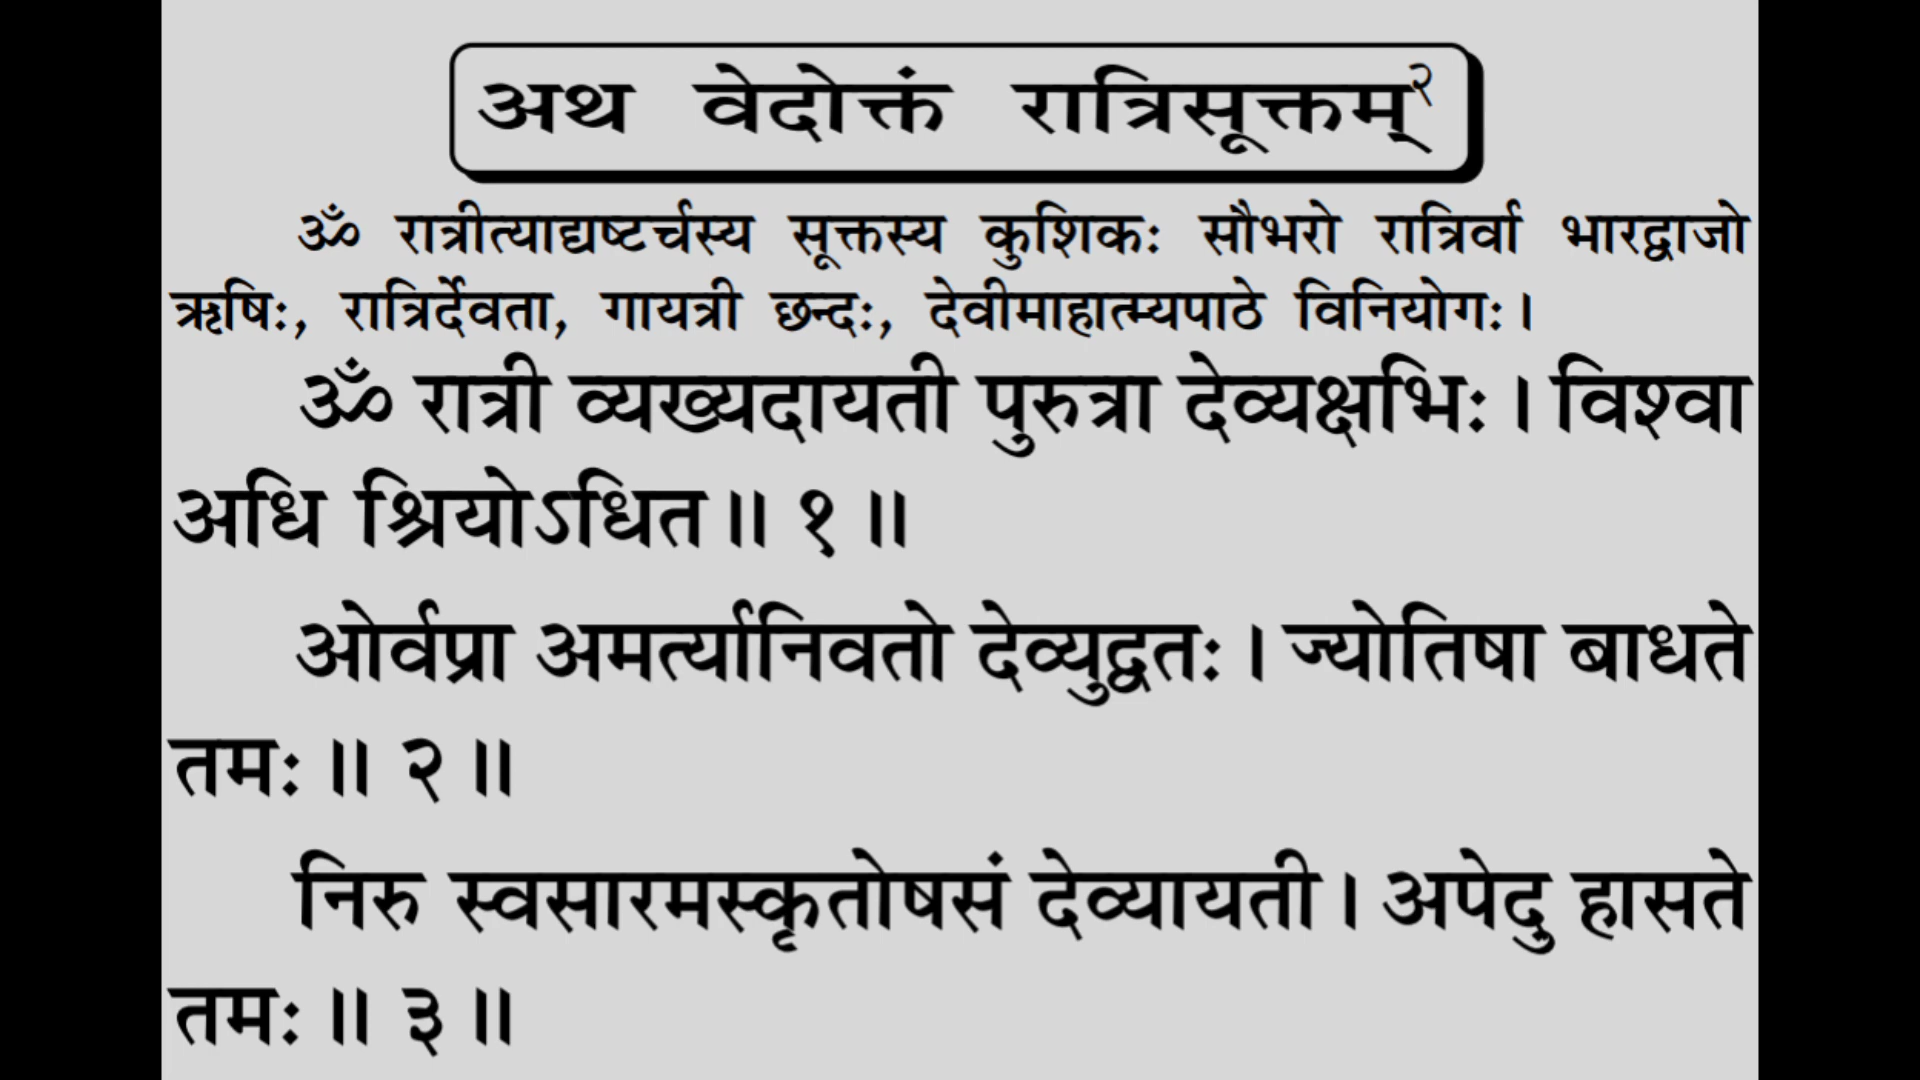 अथ वेदोक्तं रात्रिसूक्तम्२
ॐ रात्रीत्याद्यष्टर्चस्य सूक्तस्य कुशिकः सौभरो रात्रिर्वा भारद्वाजो
ऋषिः, रात्रिर्देवता, गायत्री छन्दः, देवीमाहात्म्यपाठे विनियोगः।
ॐ रात्री व्यख्यदायती पुरुत्रा देव्यक्षभिः। विश्वा
अधि श्रियोऽधित॥ १ ॥
ओर्वप्रा अमर्त्यानिवतो देव्युद्वतः। ज्योतिषा बाधते
तमः॥ २ ॥
निरु स्वसारमस्कृतोषसं देव्यायती। अपेदु हासते
तमः॥ ३ ॥